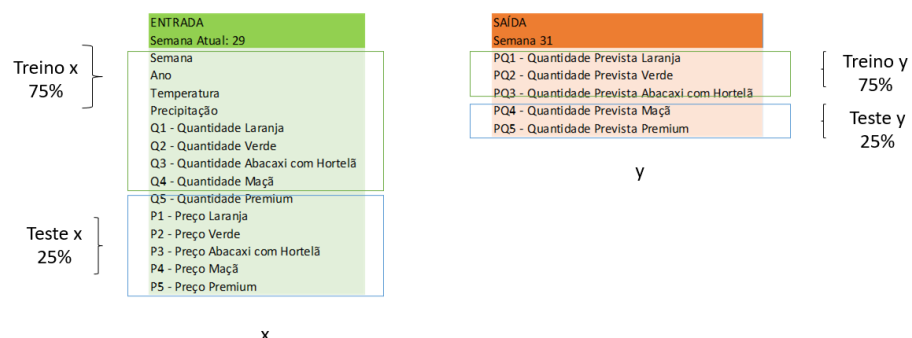 ENTRADA
Semana Atual: 29
Semana
Ano
Temperatura
Precipitação
Q1 - Quantidade Laranja
Q2 - Quantidade Verde
Q3 - Quantidade Abacaxi com Hortelã
Q4 - Quantidade Maçã
Q5 - Quantidade Premium
P1 - Preço Laranja
P2 - Preço Verde
P3 - Preço Abacaxi com Hortelã
P4 - Preço Maçã
P5 - Preço Premium
Treino x
75%
Teste x
25%
x
SAÍDA
Semana 31
PQ1 - Quantidade Prevista Laranja
PQ2 - Quantidade Prevista Verde
PQ3 - Quantidade Prevista Abacaxi com Hortelã
PQ4 - Quantidade Prevista Maçã
PQ5 - Quantidade Prevista Premium
Treino y
75%
Teste y
25%
y